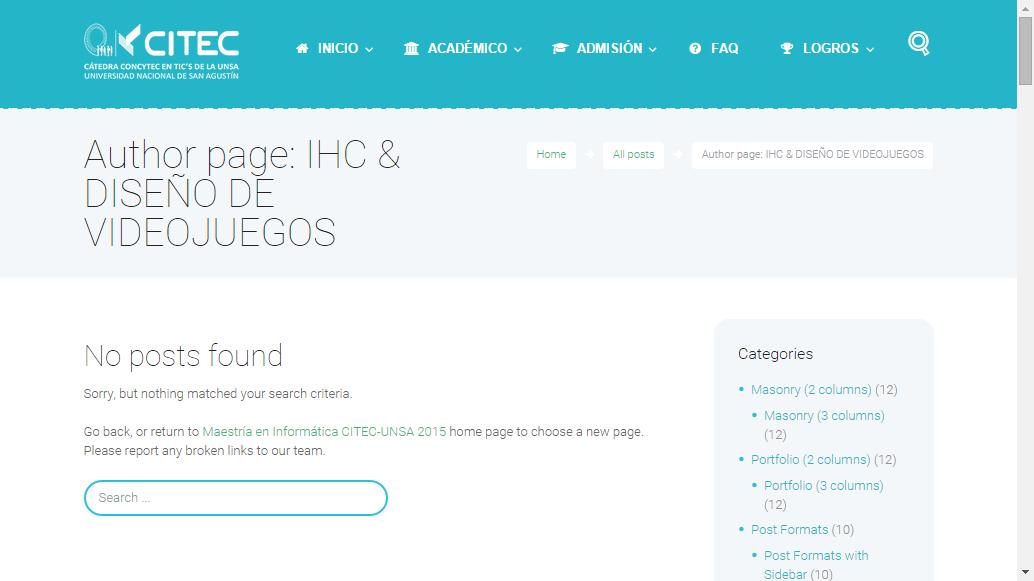 CITEC
CÁTEDRA CONCYTEC EN TIC'S DE LA UNSA
UNIVERSIDAD NACIONAL DE SAN AGUSTÍN
INICIO
ACADÉMICO
ADMISIÓN
FAQ
LOGROS
Author page: IHC &
DISEÑO DE
VIDEOJUEGOS
Home
All posts
Author page: IHC & DISEÑO DE VIDEOJUEGOS
No posts found
Sorry, but nothing matched your search criteria.
Go back, or return to Maestría en Informática CITEC-UNSA 2015 home page to choose a new page.
Please report any broken links to our team.
Search ...
Categories
Masonry (2 columns) (12)
Masonry (3 columns)
(12)
Portfolio (2 columns) (12)
Portfolio (3 columns)
(12)
Post Formats (10)
Post Formats with
Sidebar (10)